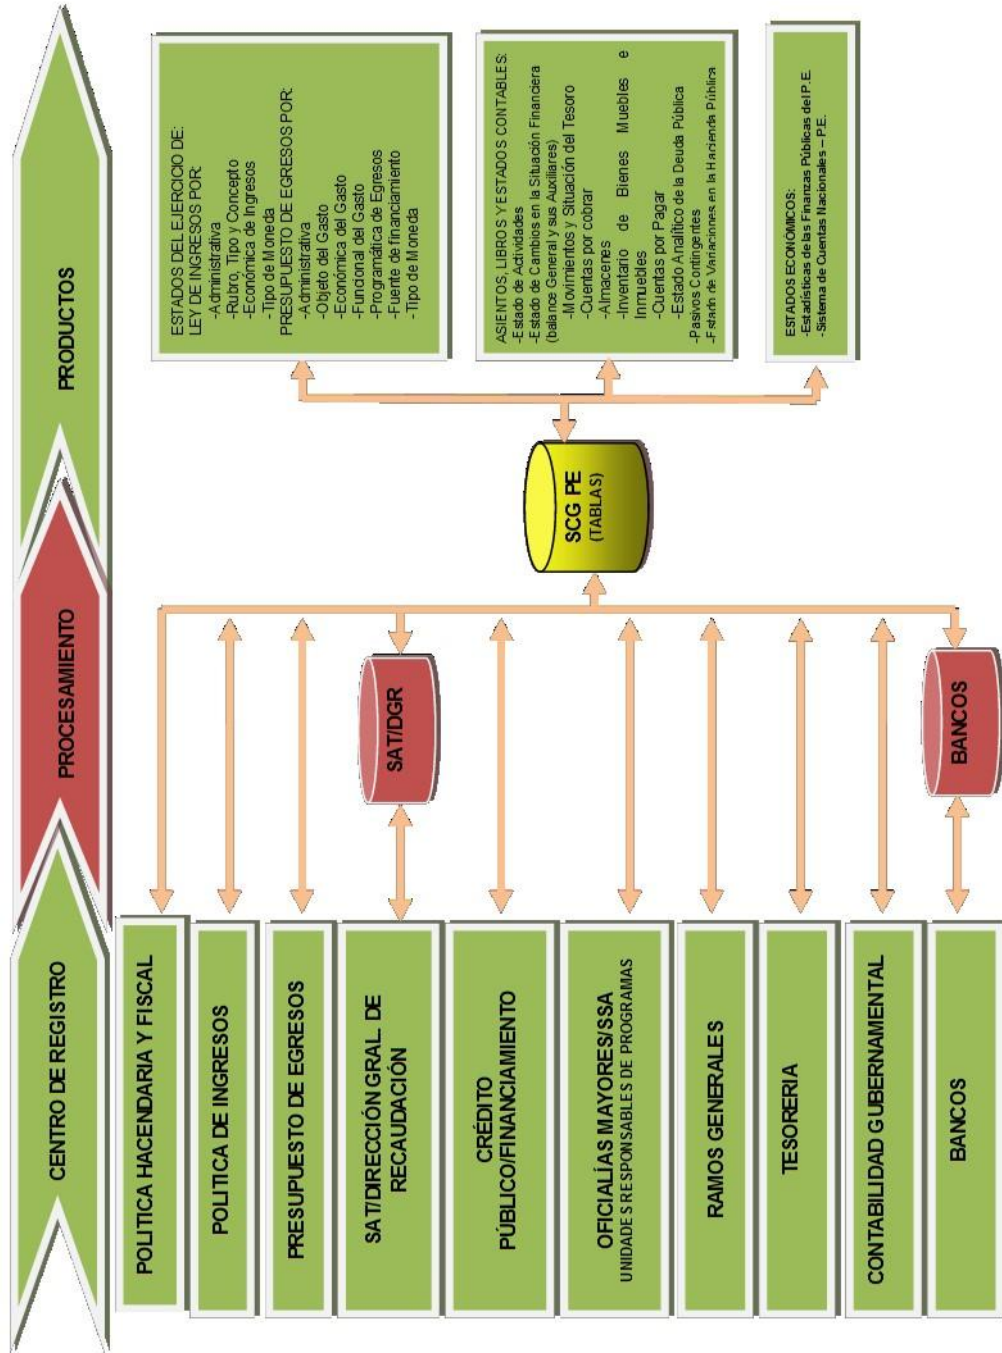 CENTRO DE REGISTRO
PROCESAMIENTO
PRODUCTOS
POLITICA HACENDARIA Y FISCAL
POLITICA DE INGRESOS
PRESUPUESTO DE EGRESOS
SAT/DIRECCIÓN GRAL. DE
RECAUDACIÓN
CRÉDITO
PÚBLICO/FINANCIAMIENTO
OFICIALÍAS MAYORES/SSA
UNIDADES RESPONSABLES DE PROGRAMAS
RAMOS GENERALES
TESORERIA
CONTABILIDAD GUBERNAMENTAL
BANCOS
SAT/DGR
BANCOS
SCG PE
(TABLAS)
ESTADOS DEL EJERCICIO DE:
LEY DE INGRESOS POR:
-Administrativa
-Rubro, Tipo y Concepto
-Económica de Ingresos
-Tipo de Moneda
PRESUPUESTO DE EGRESOS POR:
-Administrativa
-Objeto del Gasto
-Económica del Gasto
-Funcional del Gasto
-Programática de Egresos
-Fuente de financiamiento
-Tipo de Moneda
ASIENTOS, LIBROS Y ESTADOS CONTABLES:
-Estado de Actividades
-Estado de Cambios en la Situación Financiera
(balance General y sus Auxiliares)
-Movimientos y Situación del Tesoro
-Cuentas por cobrar
-Almacenes
-Inventario de Bienes Muebles e
Inmuebles
-Cuentas por Pagar
-Estado Analítico de la Deuda Pública
-Pasivos Contingentes
-Estado de Variaciones en la Hacienda Pública
ESTADOS ECONÓMICOS:
-Estadísticas de las Finanzas Públicas del P.E.
-Sistema de Cuentas Nacionales – P.E.